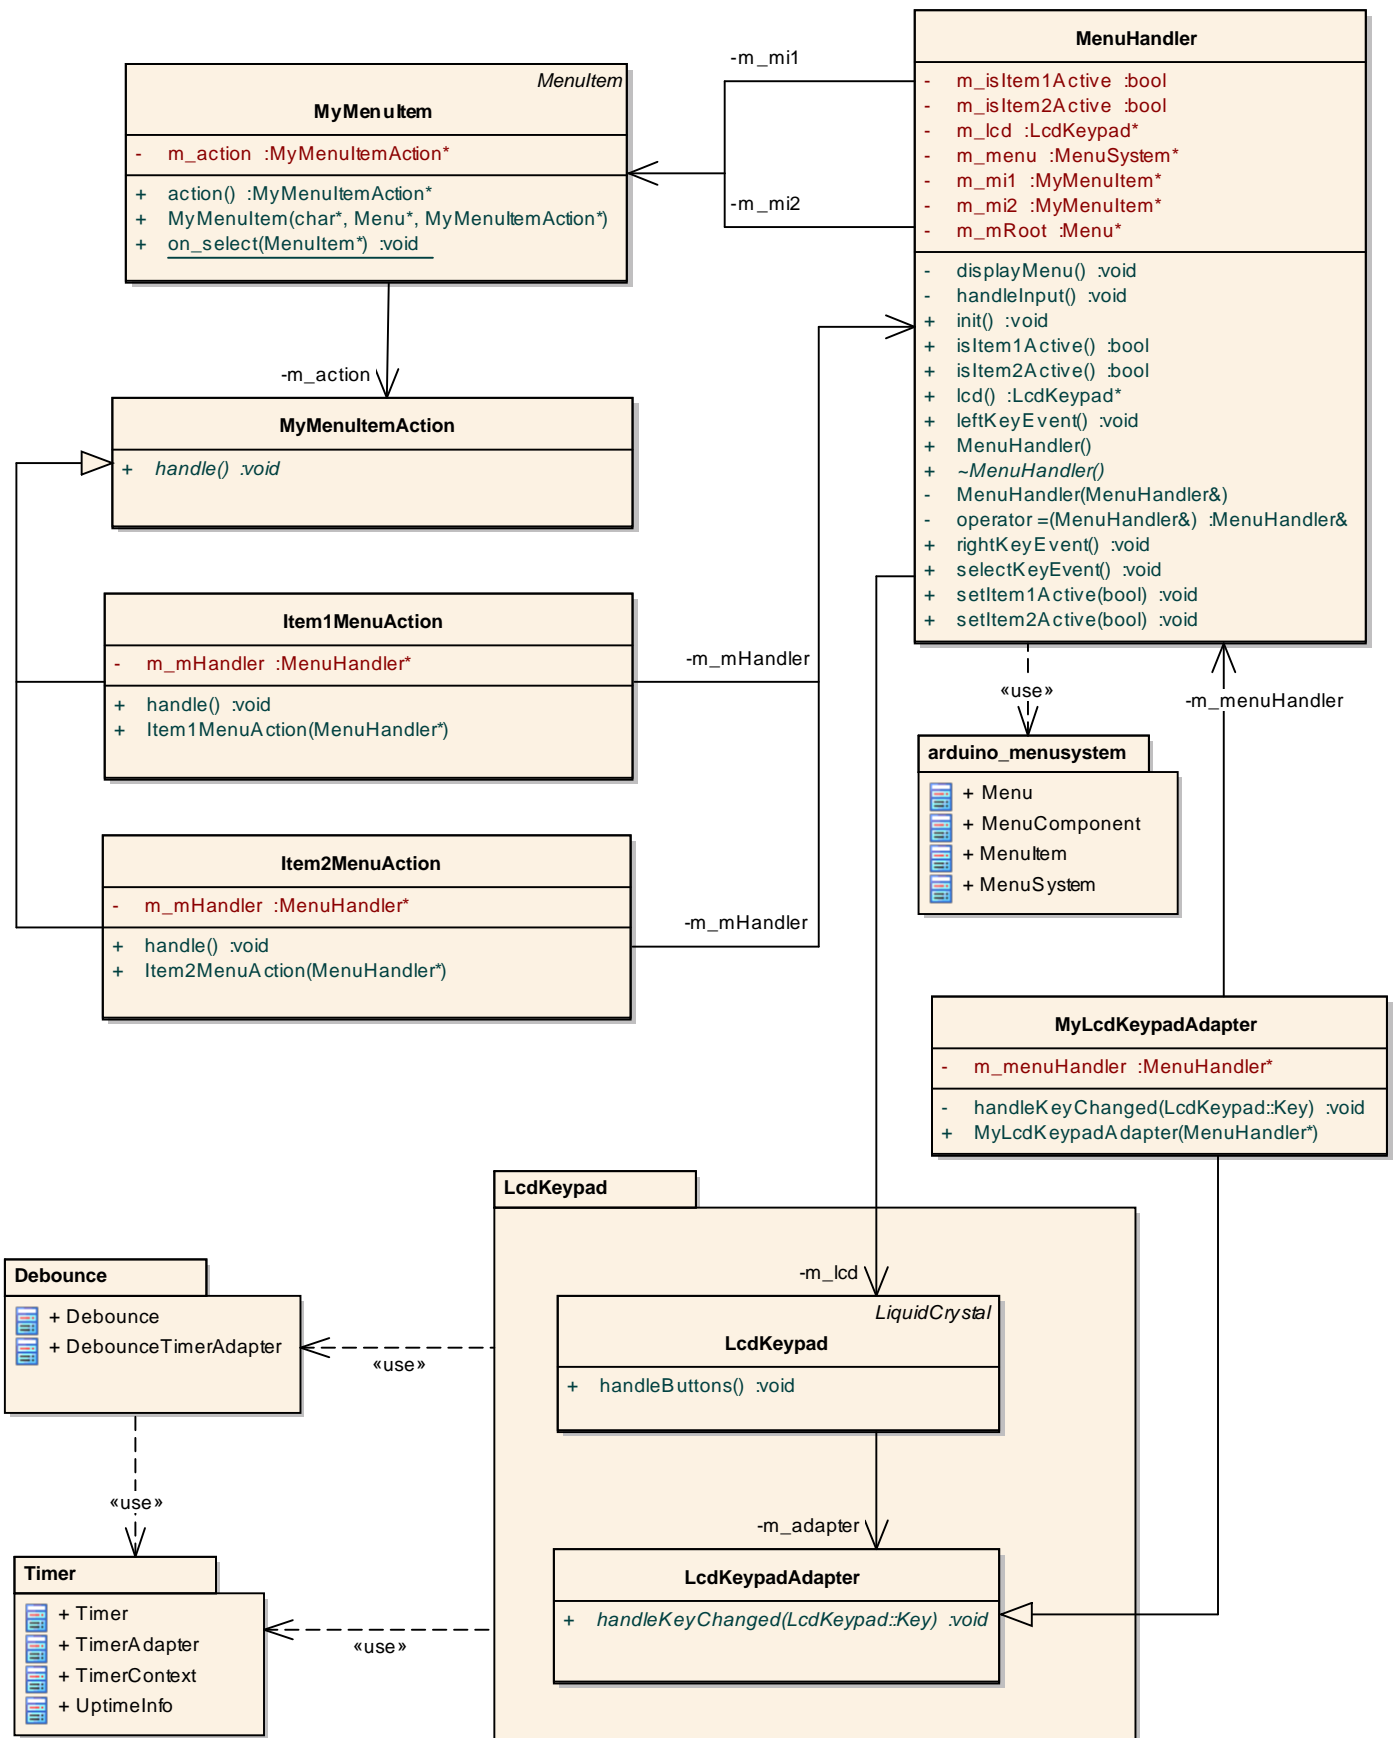 MenuItem
MyMenuItem
- m_action :MyMenuItemAction*
+ action() :MyMenuItemAction*
+ MyMenuItem(char*, Menu*, MyMenuItemAction*)
+ on_select(MenuItem*) :void
-m_mi1
-m_mi2
MenuHandler
- m_isItem1Active :bool
- m_isItem2Active :bool
- m_lcd :LcdKeypad*
- m_menu :MenuSystem*
- m_mi1 :MyMenuItem*
- m_mi2 :MyMenuItem*
- m_mRoot :Menu*
- displayMenu() :void
- handleInput() :void
+ init() :void
+ isItem1Active() :bool
+ isItem2Active() :bool
+ lcd() :LcdKeypad*
+ leftKeyEvent() :void
+ MenuHandler()
+ ~MenuHandler()
- MenuHandler(MenuHandler&)
- operator =(MenuHandler&) :MenuHandler&
+ rightKeyEvent() :void
+ selectKeyEvent() :void
+ setItem1Active(bool) :void
+ setItem2Active(bool) :void
-m_action
MyMenuItemAction
+ handle() :void
Item1MenuAction
- m_mHandler :MenuHandler*
+ handle() :void
+ Item1MenuAction(MenuHandler*)
-m_mHandler
Item2MenuAction
- m_mHandler :MenuHandler*
+ handle() :void
+ Item2MenuAction(MenuHandler*)
-m_mHandler
«use»
-m_menuHandler
arduino_menusystem
+ Menu
+ MenuComponent
+ MenuItem
+ MenuSystem
MyLcdKeypadAdapter
- m_menuHandler :MenuHandler*
- handleKeyChanged(LcdKeypad::Key) :void
+ MyLcdKeypadAdapter(MenuHandler*)
LcdKeypad
-m_lcd
LiquidCrystal
LcdKeypad
+ handleButtons() :void
-m_adapter
LcdKeypadAdapter
+ handleKeyChanged(LcdKeypad::Key) :void
Debounce
+ Debounce
+ DebounceTimerAdapter
«use»
«use»
Timer
+ Timer
+ TimerAdapter
+ TimerContext
+ UptimeInfo
«use»